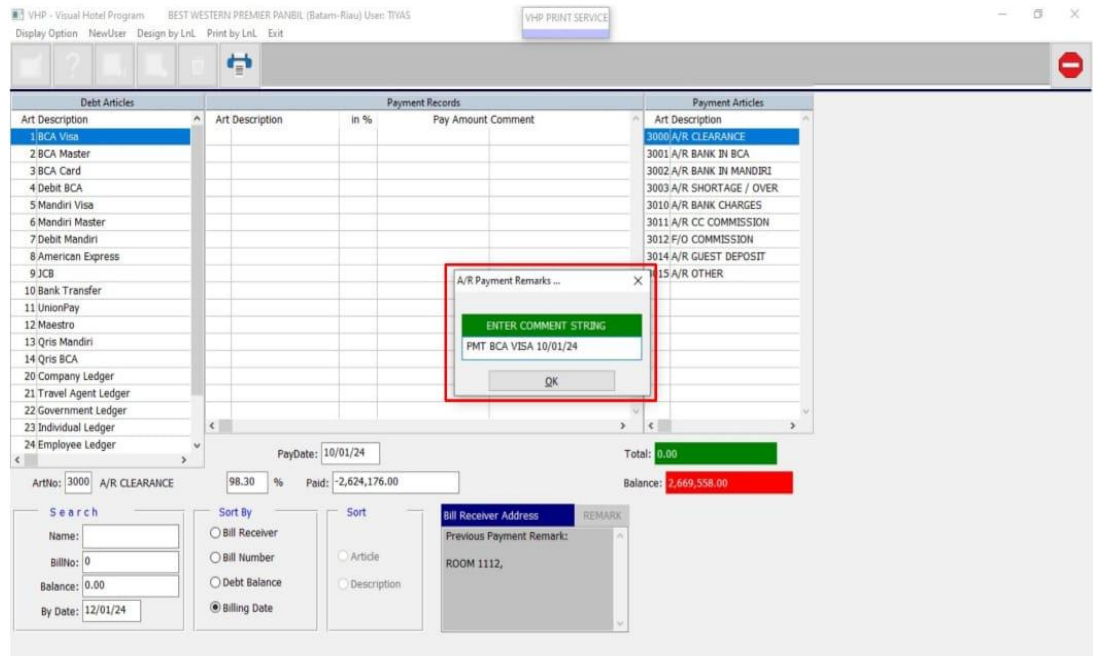 VHP - Visual Hotel Program BEST WESTERN PREMIER PANBIL (Batam-Riau) User: TIYAS
VHP PRINT SERVICE
Display Option NewUser Design by LnL Print by LnL Exit
Debt Articles Payment Records Payment Articles
Art Description Art Description in % Pay Amount Comment Art Description
1 BCA Visa 3000 A/R CLEARANCE
2 BCA Master 3001 A/R BANK IN BCA
3 BCA Card 3002 A/R BANK IN MANDIRI
4 Debit BCA 3003 A/R SHORTAGE / OVER
5 Mandiri Visa 3010 A/R BANK CHARGES
6 Mandiri Master 3011 A/R CC COMMISSION
7 Debit Mandiri 3012 F/O COMMISSION
8 American Express 3014 A/R GUEST DEPOSIT
9 JCB 15 A/R OTHER
A/R Payment Remarks ...
10 Bank Transfer
11 UnionPay
12 Maestro ENTER COMMENT STRING
13 Qris Mandiri PMT BCA VISA 10/01/24
14 Qris BCA
20 Company Ledger OK
21 Travel Agent Ledger
22 Government Ledger
23 Individual Ledger
24 Employee Ledger
PayDate: 10/01/24 Total: 0.00
ArtNo: 3000 A/R CLEARANCE 98.30 % Paid: -2,624,176.00 Balance: 2,669,558.00
Search Sort By Sort Bill Receiver Address REMARK
Name: Bill Receiver Previous Payment Remark:
BillNo: 0 Bill Number Article ROOM 1112,
Balance: 0.00 Debt Balance Description
By Date: 12/01/24 Billing Date